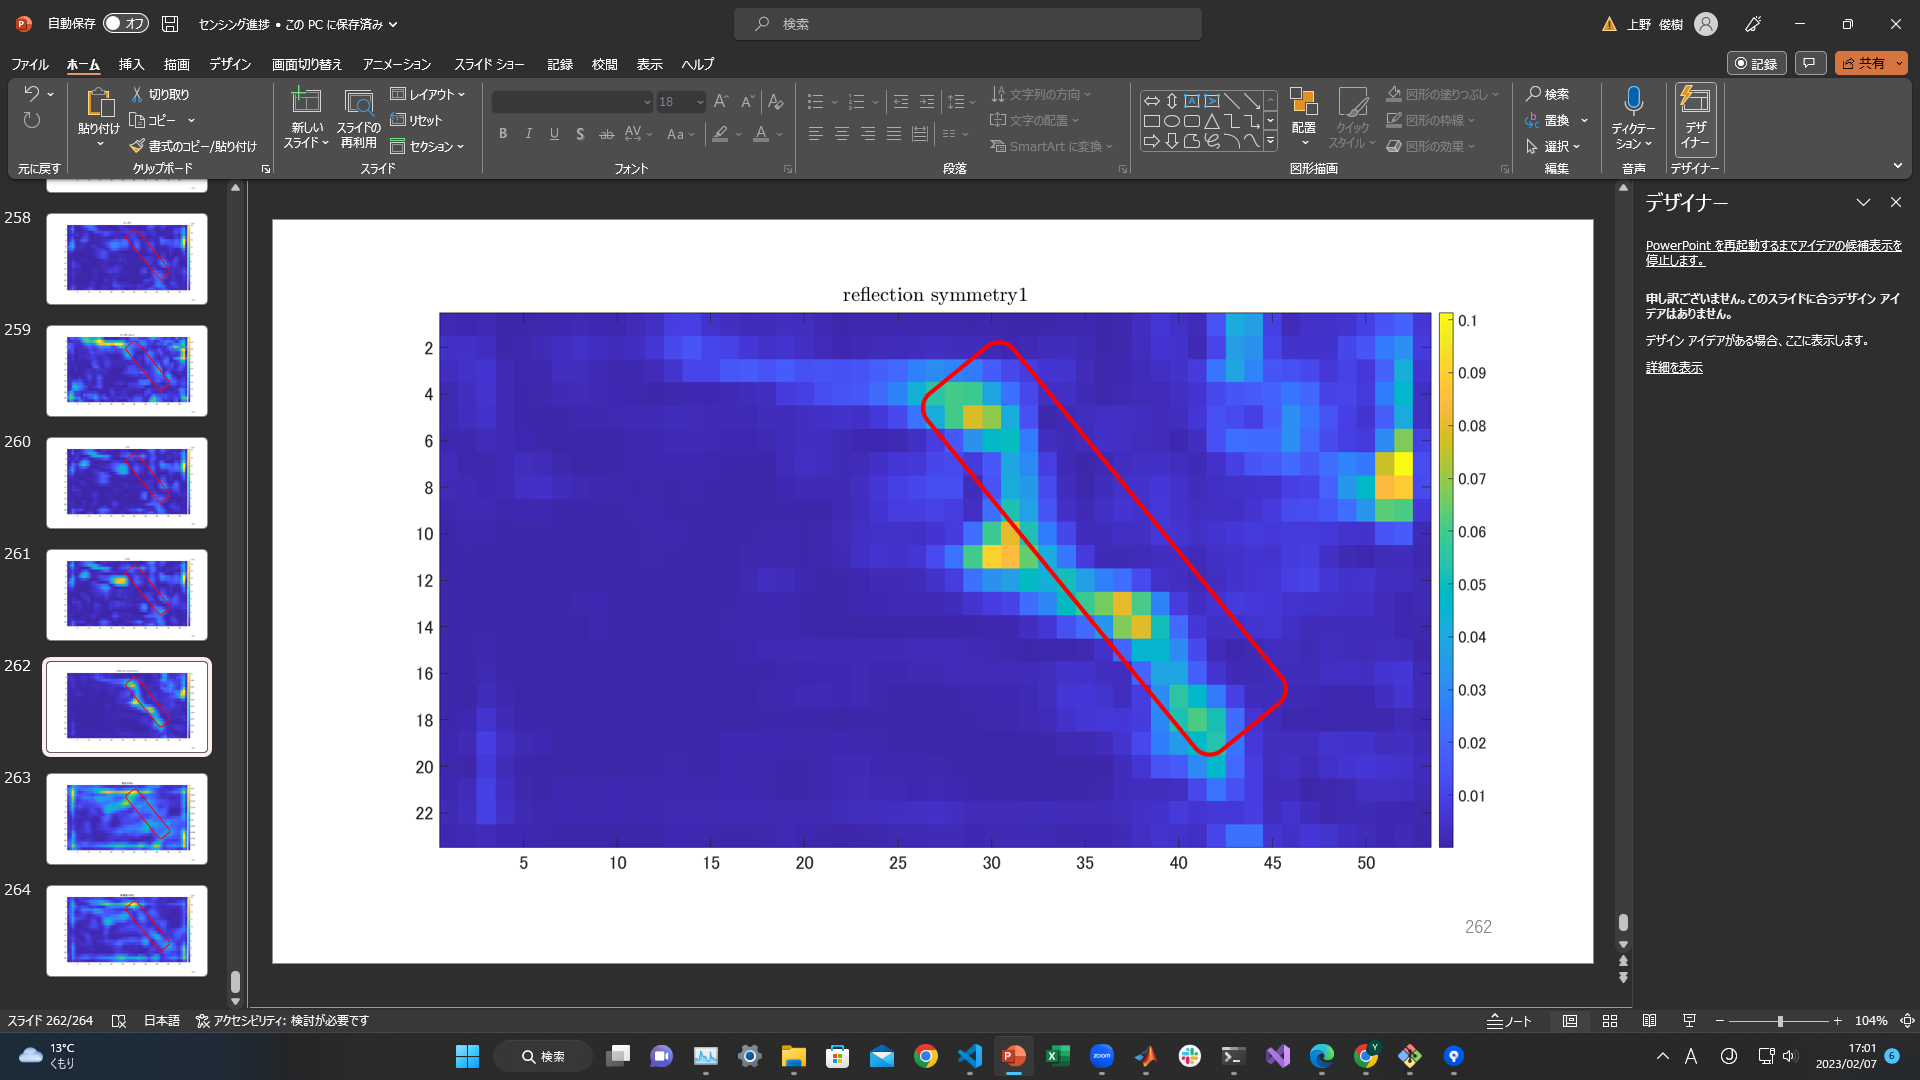 自動保存 オフ センシング進捗 • この PC に保存済み 検索 上野 俊樹
ファイル ホーム 挿入 描画 デザイン 画面切り替え アニメーション スライド ショー 記録 校閲 表示 ヘルプ 記録 共有
元に戻す
貼り付け
切り取り
コピー
書式のコピー/貼り付け
クリップボード
新しい
スライド
スライドの
再利用
レイアウト
リセット
セクション
スライド
18
B I U S ab AV Aa A
フォント
文字列の方向
文字の配置
SmartArt に変換
段落
配置
クイック
スタイル
図形の塗りつぶし
図形の枠線
図形の効果
図形描画
検索
置換
選択
編集
ディクテー
ション
音声
デザ
イナー
デザイナー
258
259
260
261
262
263
264
reflection symmetry1
2
4
6
8
10
12
14
16
18
20
22
5 10 15 20 25 30 35 40 45 50
0.1
0.09
0.08
0.07
0.06
0.05
0.04
0.03
0.02
0.01
262
デザイナー
PowerPoint を再起動するまでアイデアの候補表示を
停止します。
申し訳ございません。このスライドに合うデザイン アイ
デアはありません。
デザイン アイデアがある場合、ここに表示します。
詳細を表示
スライド 262/264 日本語 アクセシビリティ: 検討が必要です ノート 104%
13°C
くもり
検索
zoom
A
17:01
2023/02/07
6